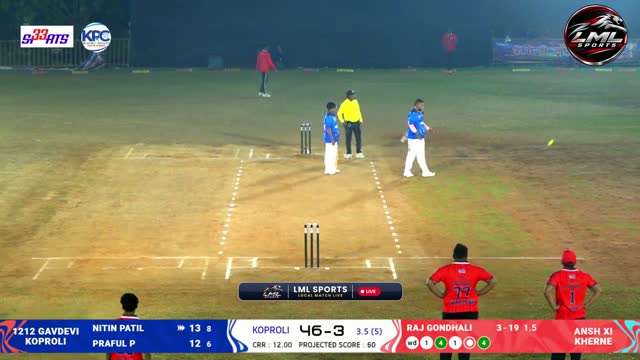 33
SPORTS
KPC
LML
SPORTS
LML SPORTS
LOCAL MATCH LIVE
LIVE
77
1
1212 GAVDEVI
KOPROLI
NITIN PATIL 13 8
PRAFUL P 12 6
KOPROLI 46-3 3.5 (5)
CRR : 12.00 PROJECTED SCORE : 60
RAJ GONDHALI 3-19 1.5
wd 1 4 1 W 4
ANSH XI
KHERNE